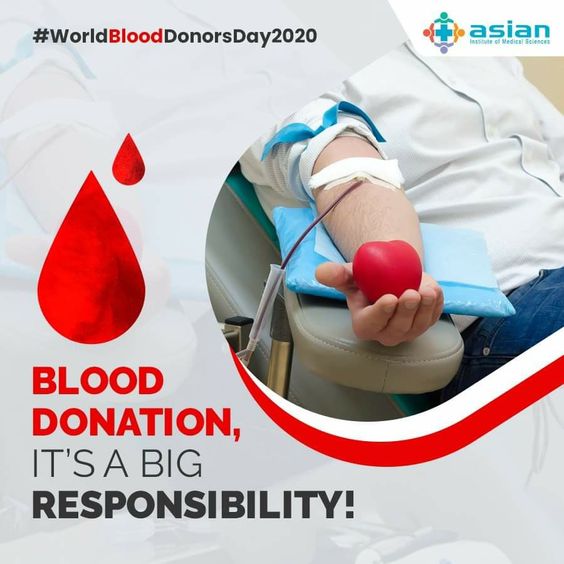 #WorldBloodDonorsDay2020
asian
Institute of Medical Sciences
BLOOD
DONATION,
IT'S A BIG
RESPONSIBILITY!